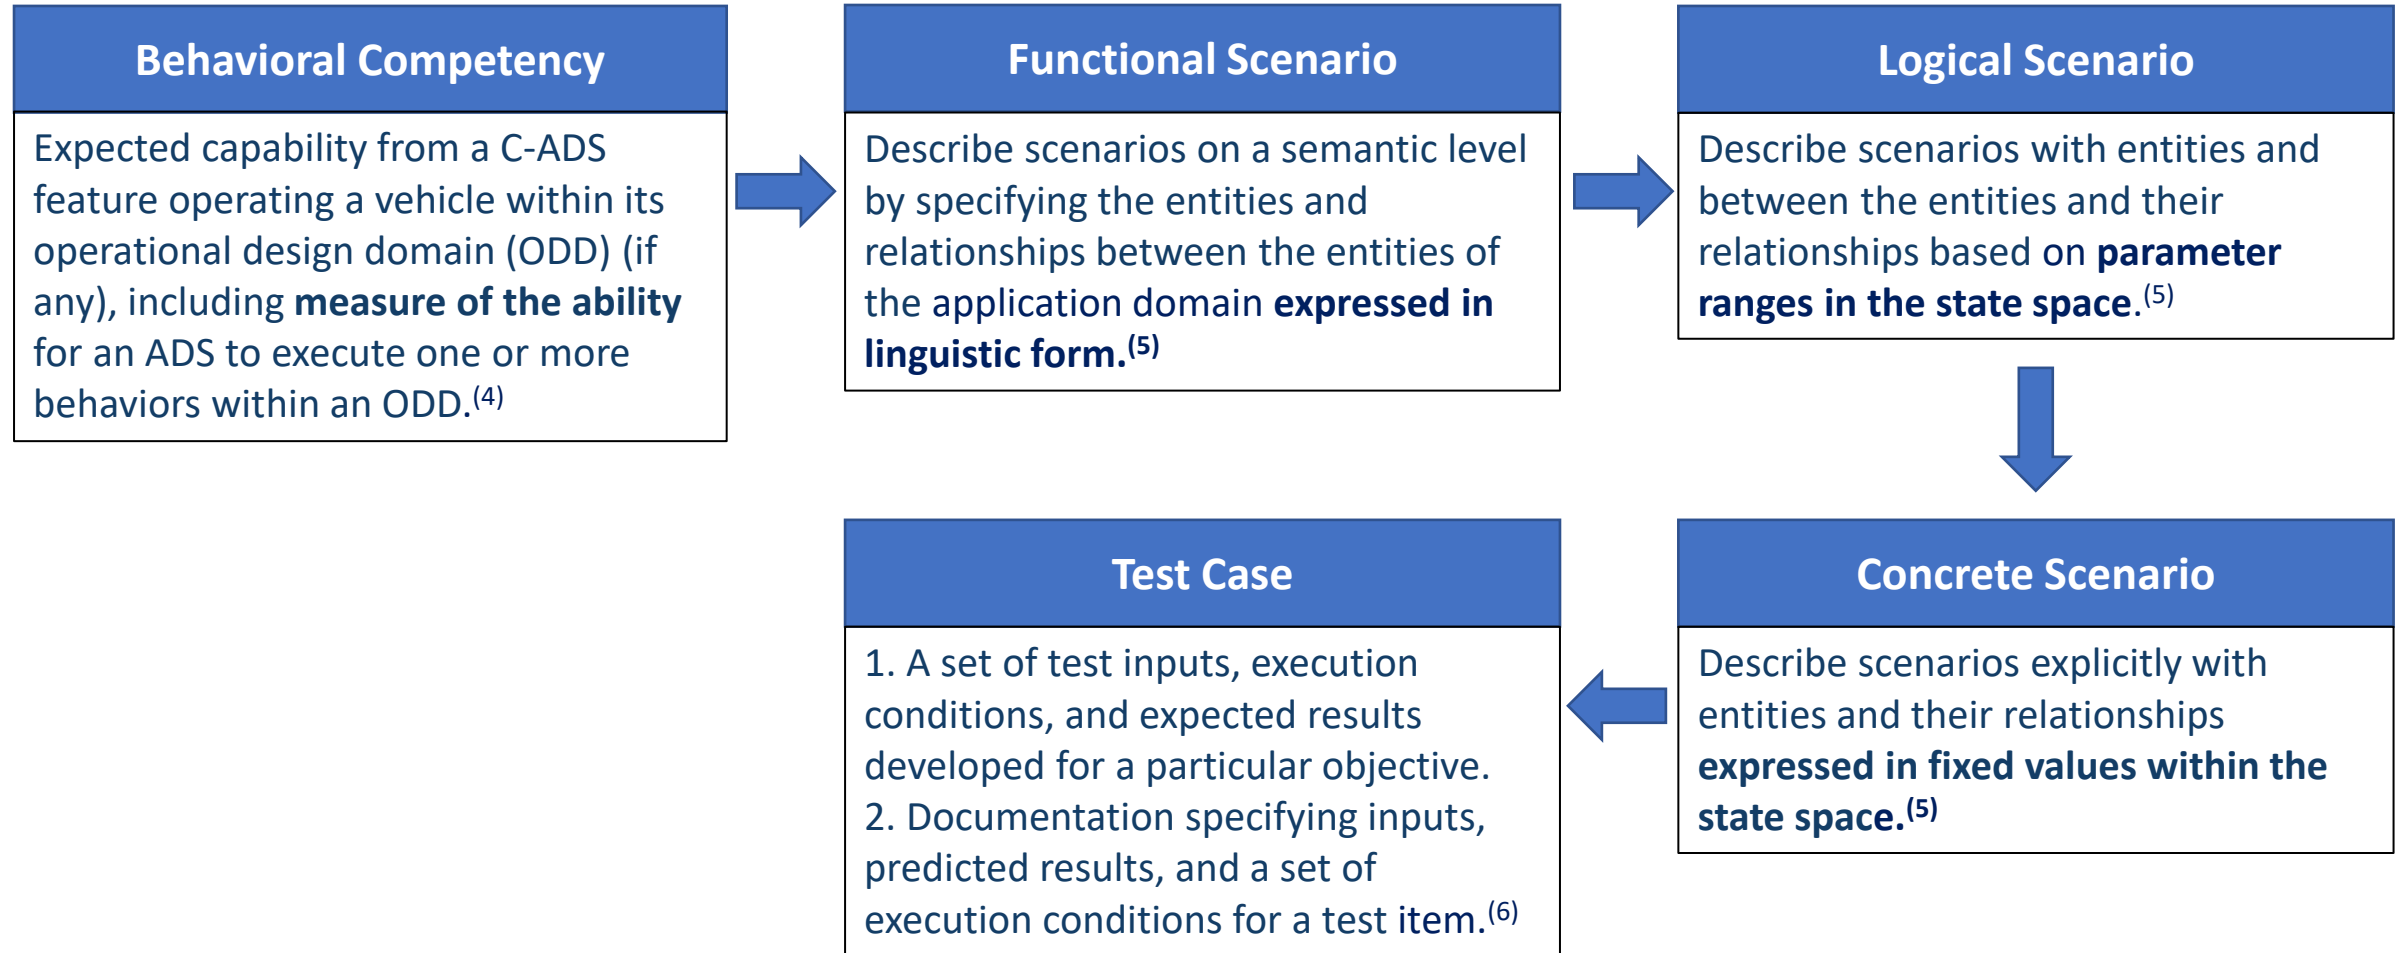 Behavioral Competency
Expected capability from a C-ADS
feature operating a vehicle within its
operational design domain (ODD) (if
any), including measure of the ability
for an ADS to execute one or more
behaviors within an ODD.(4)
Functional Scenario
Describe scenarios on a semantic level
by specifying the entities and
relationships between the entities of
the application domain expressed in
linguistic form.(5)
Logical Scenario
Describe scenarios with entities and
between the entities and their
relationships based on parameter
ranges in the state space.(5)
Concrete Scenario
Describe scenarios explicitly with
entities and their relationships
expressed in fixed values within the
state space.(5)
Test Case
1. A set of test inputs, execution
conditions, and expected results
developed for a particular objective.
2. Documentation specifying inputs,
predicted results, and a set of
execution conditions for a test item.(6)